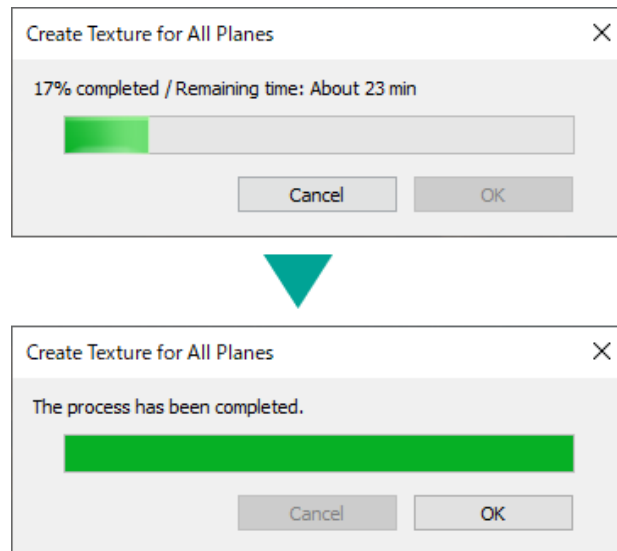 Create Texture for All Planes
17% completed / Remaining time: About 23 min
Cancel OK
Create Texture for All Planes
The process has been completed.
Cancel OK